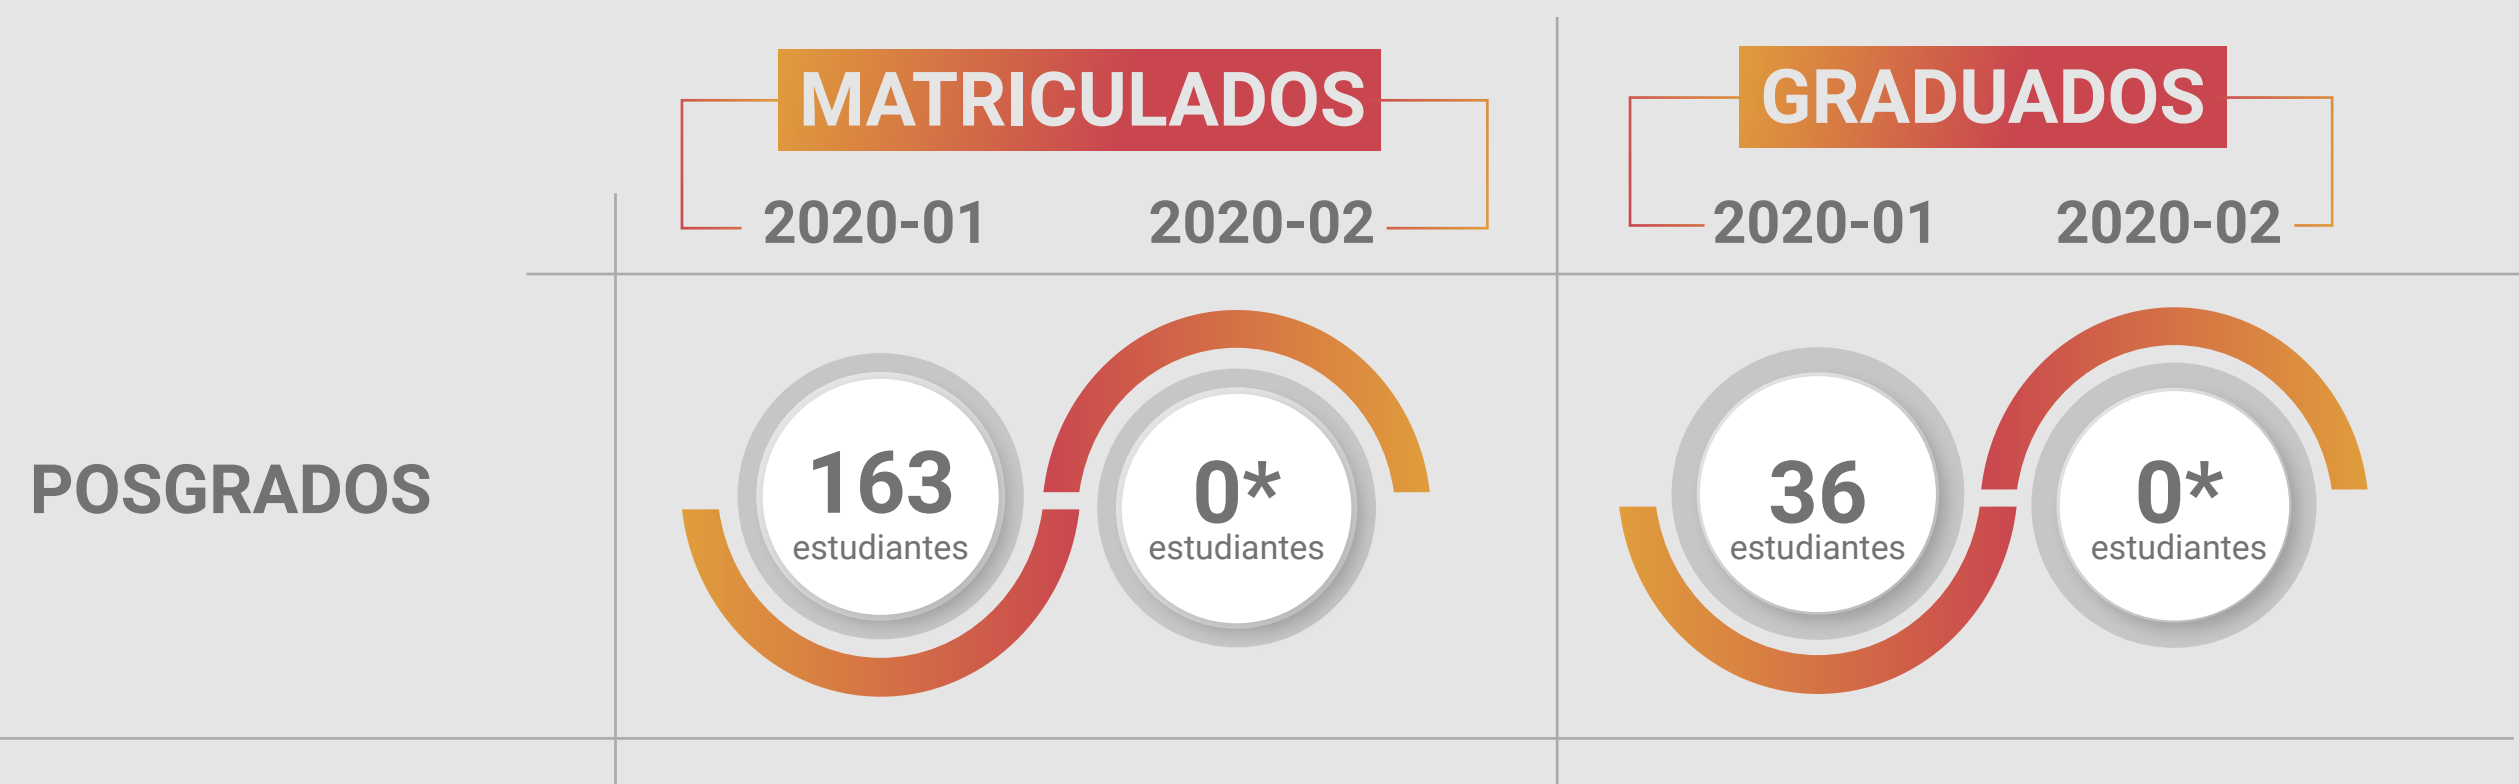 MATRICULADOS
GRADUADOS
2020-01
2020-02
2020-01
2020-02
POSGRADOS
163
estudiantes
0*
estudiantes
36
estudiantes
0*
estudiantes